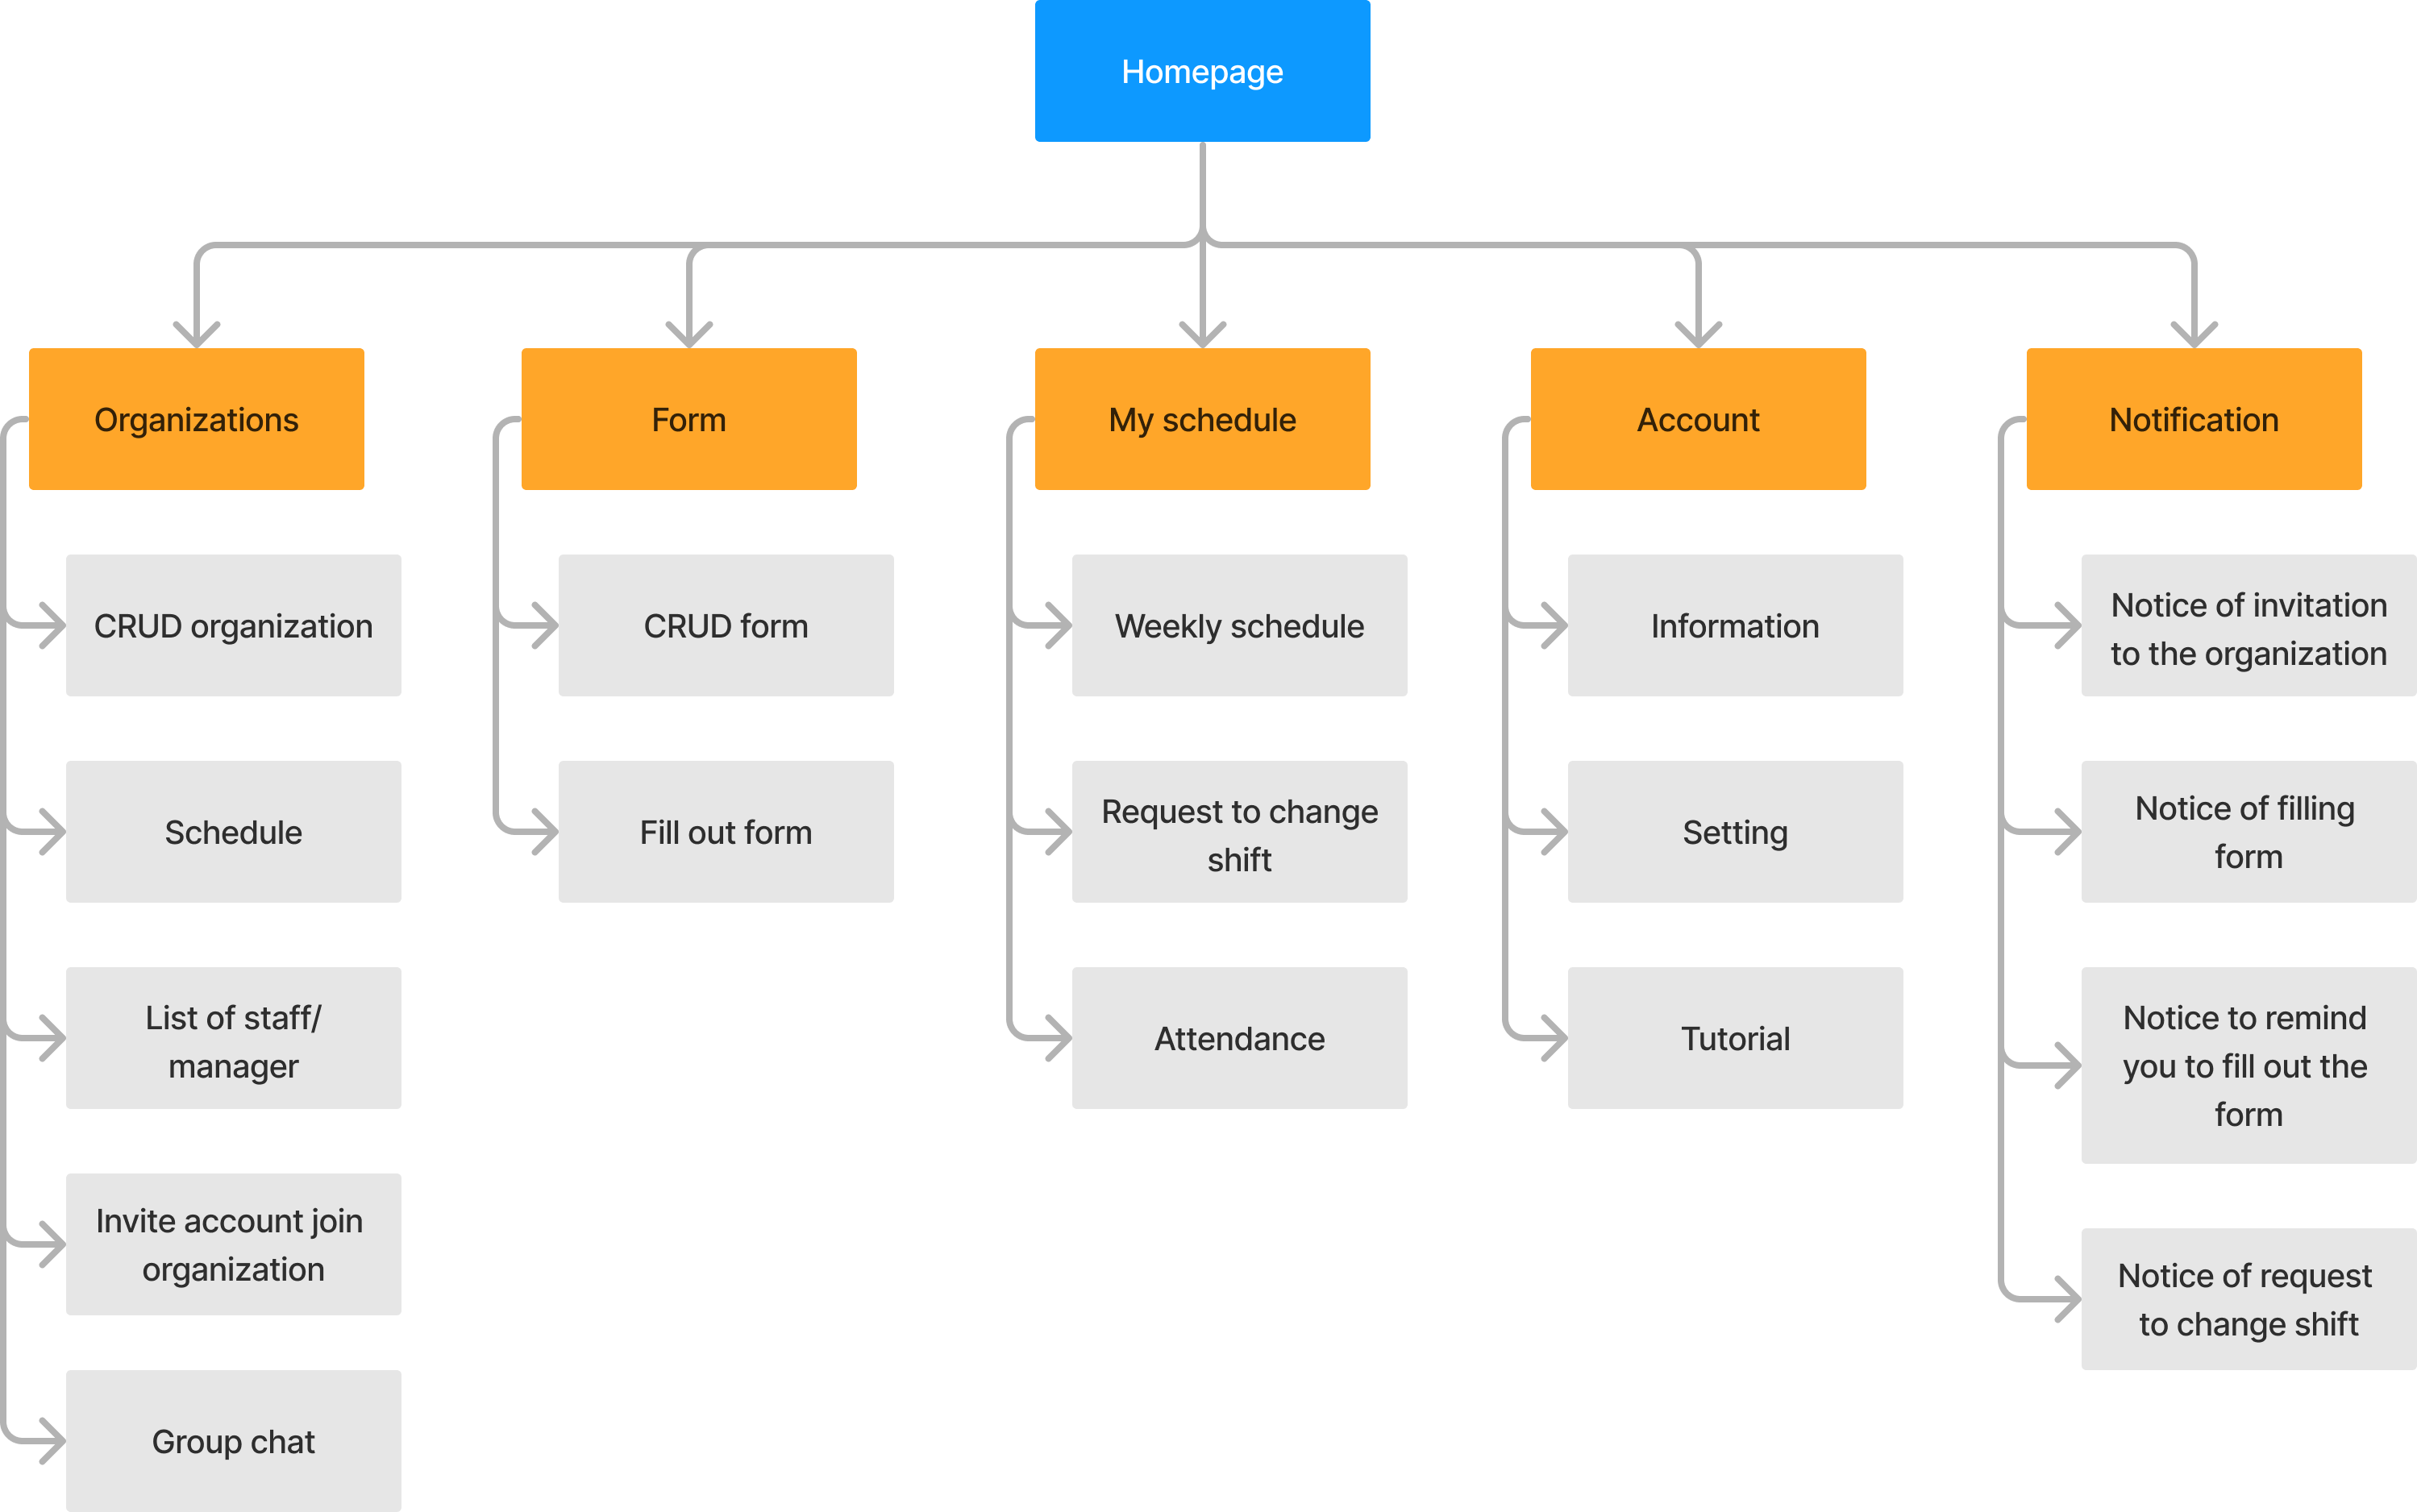 Homepage
Organizations
Form
My schedule
Account
Notification
CRUD organization
Schedule
List of staff/
manager
Invite account join
organization
Group chat
CRUD form
Fill out form
Weekly schedule
Request to change
shift
Attendance
Information
Setting
Tutorial
Notice of invitation
to the organization
Notice of filling
form
Notice to remind
you to fill out the
form
Notice of request
to change shift